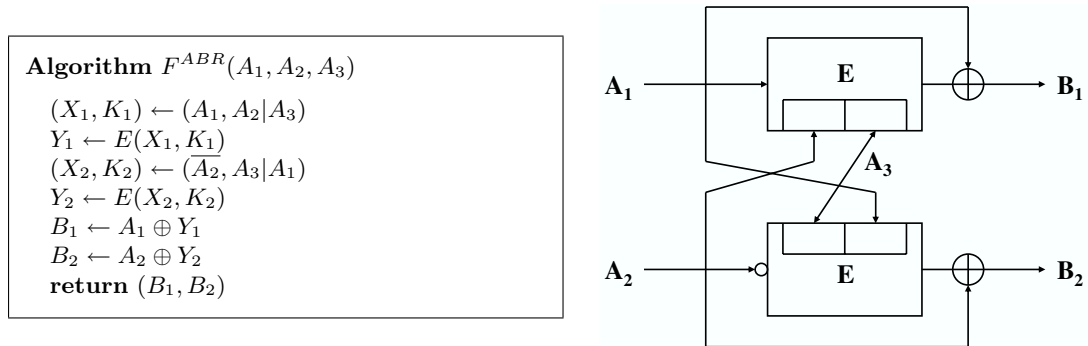 Algorithm F^{ABR}(A_1, A_2, A_3)
(X_1, K_1) ← (A_1, A_2|A_3)
Y_1 ← E(X_1, K_1)
(X_2, K_2) ← (\overline{A_2}, A_3|A_1)
Y_2 ← E(X_2, K_2)
B_1 ← A_1 ⊕ Y_1
B_2 ← A_2 ⊕ Y_2
return (B_1, B_2)
E
A_1
B_1
A_3
A_2
E
B_2